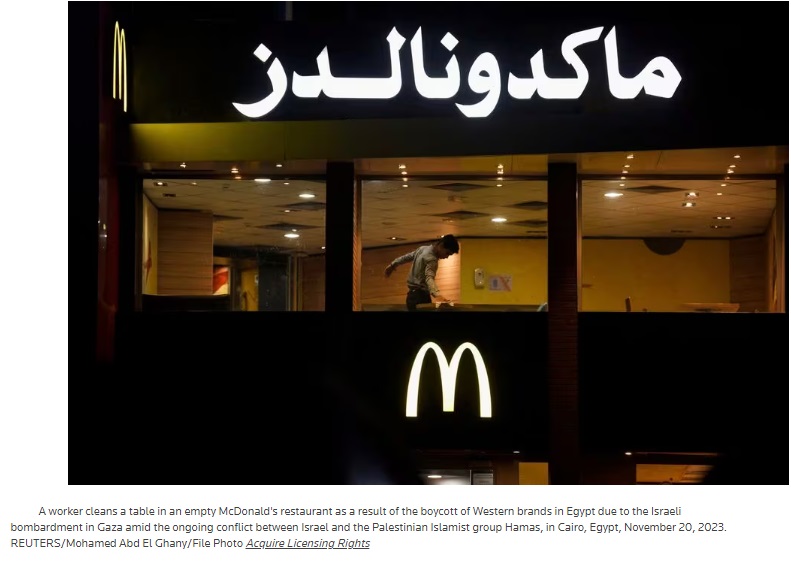 ماكدونالدز
A worker cleans a table in an empty McDonald's restaurant as a result of the boycott of Western brands in Egypt due to the Israeli
bombardment in Gaza amid the ongoing conflict between Israel and the Palestinian Islamist group Hamas, in Cairo, Egypt, November 20, 2023.
REUTERS/Mohamed Abd El Ghany/File Photo Acquire Licensing Rights